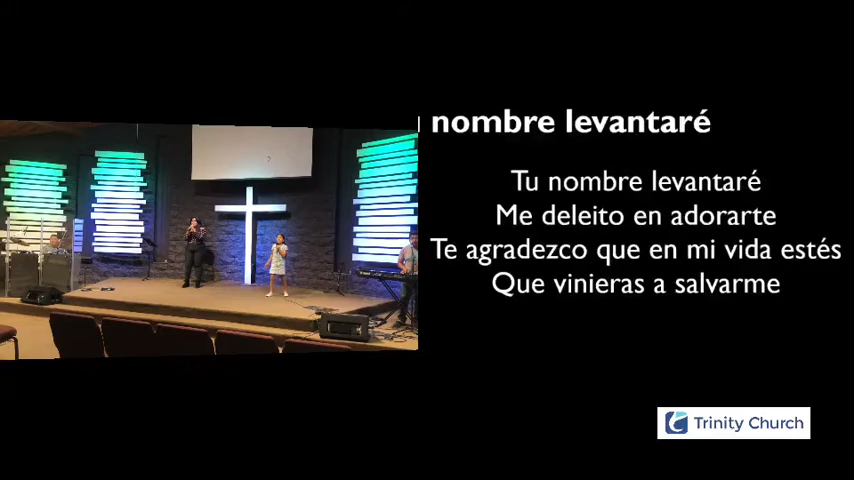 nombre levantaré
Tu nombre levantaré
Me deleito en adorarte
Te agradezco que en mi vida estés
Que vinieras a salvarme
Trinity Church